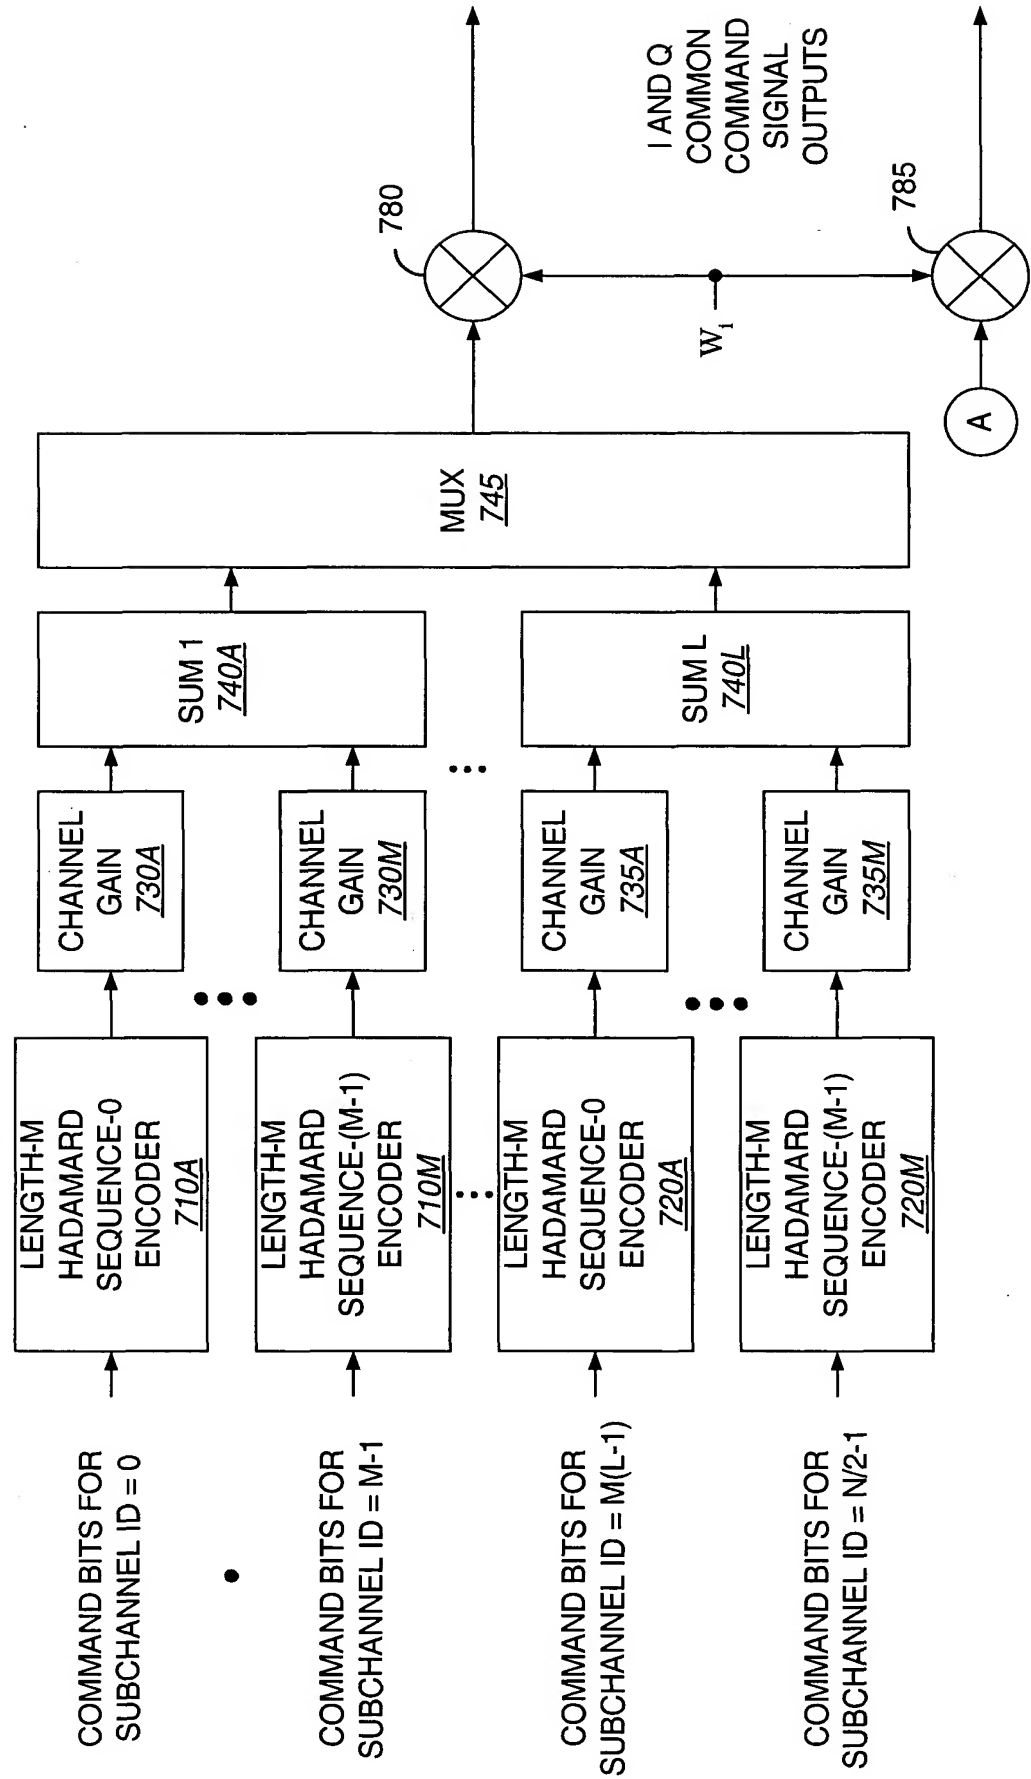 COMMAND BITS FOR
SUBCHANNEL ID = 0
LENGTH-M
HADAMARD
SEQUENCE-0
ENCODER
710A
CHANNEL
GAIN
730A
SUM 1
740A
COMMAND BITS FOR
SUBCHANNEL ID = M-1
LENGTH-M
HADAMARD
SEQUENCE-(M-1)
ENCODER
710M
CHANNEL
GAIN
730M
COMMAND BITS FOR
SUBCHANNEL ID = M(L-1)
LENGTH-M
HADAMARD
SEQUENCE-0
ENCODER
720A
CHANNEL
GAIN
735A
SUM L
740L
COMMAND BITS FOR
SUBCHANNEL ID = N/2-1
LENGTH-M
HADAMARD
SEQUENCE-(M-1)
ENCODER
720M
CHANNEL
GAIN
735M
MUX
745
780
Wi
I AND Q
COMMON
COMMAND
SIGNAL
OUTPUTS
785
A